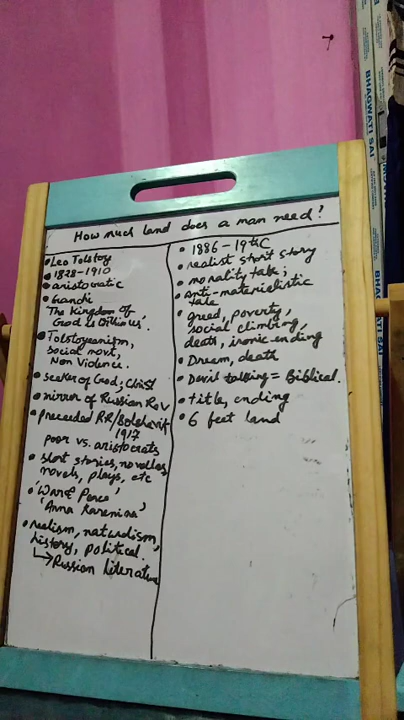 How much land does a man need?
• Leo Tolstoy
• 1828-1910
• aristocratic
• Gandhi
The kingdom of,
God is Within us.
• Tolstoyanism,
social novt,
Non Violence.
• seeker of God, Christ
• mirror of Russian Rev
• preceded RR/Bolshevik
1917
poor vs. aristocrats
• short stories, novellas,
novels, plays, etc
• 'War & Peace'
'Anna Karenina'
• realism, naturalism,
history, political.
↳ Russian Literature
• 1886 - 19th C
• realist short story
• morality tale;
• anti-materialistic
tale
• greed, poverty,
social climbing,
death, ironic ending
• Dream, death
• Devil talking = Biblical.
• title, ending
• 6 feet land
BHAGWATI SAI
BHAGWATI SAI